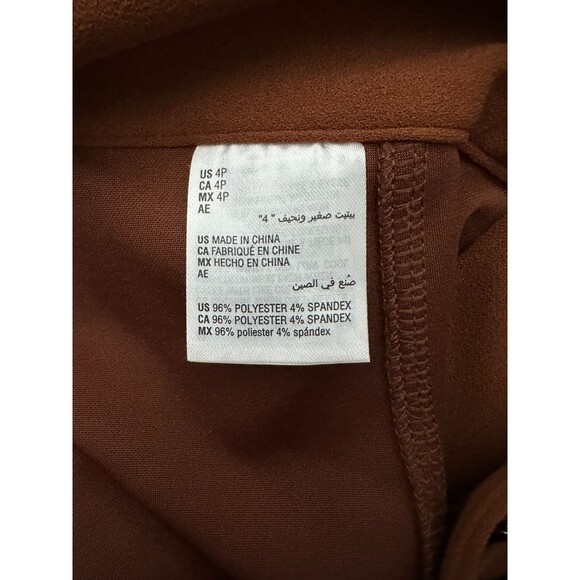 US 4P
CA 4P
MX 4P
AE
بيتيت صغير ونحيف " 4"
US MADE IN CHINA
CA FABRIQUÉ EN CHINE
MX HECHO EN CHINA
AE
صُنع في الصين
US 96% POLYESTER 4% SPANDEX
CA 96% POLYESTER 4% SPANDEX
MX 96% poliester 4% spándex